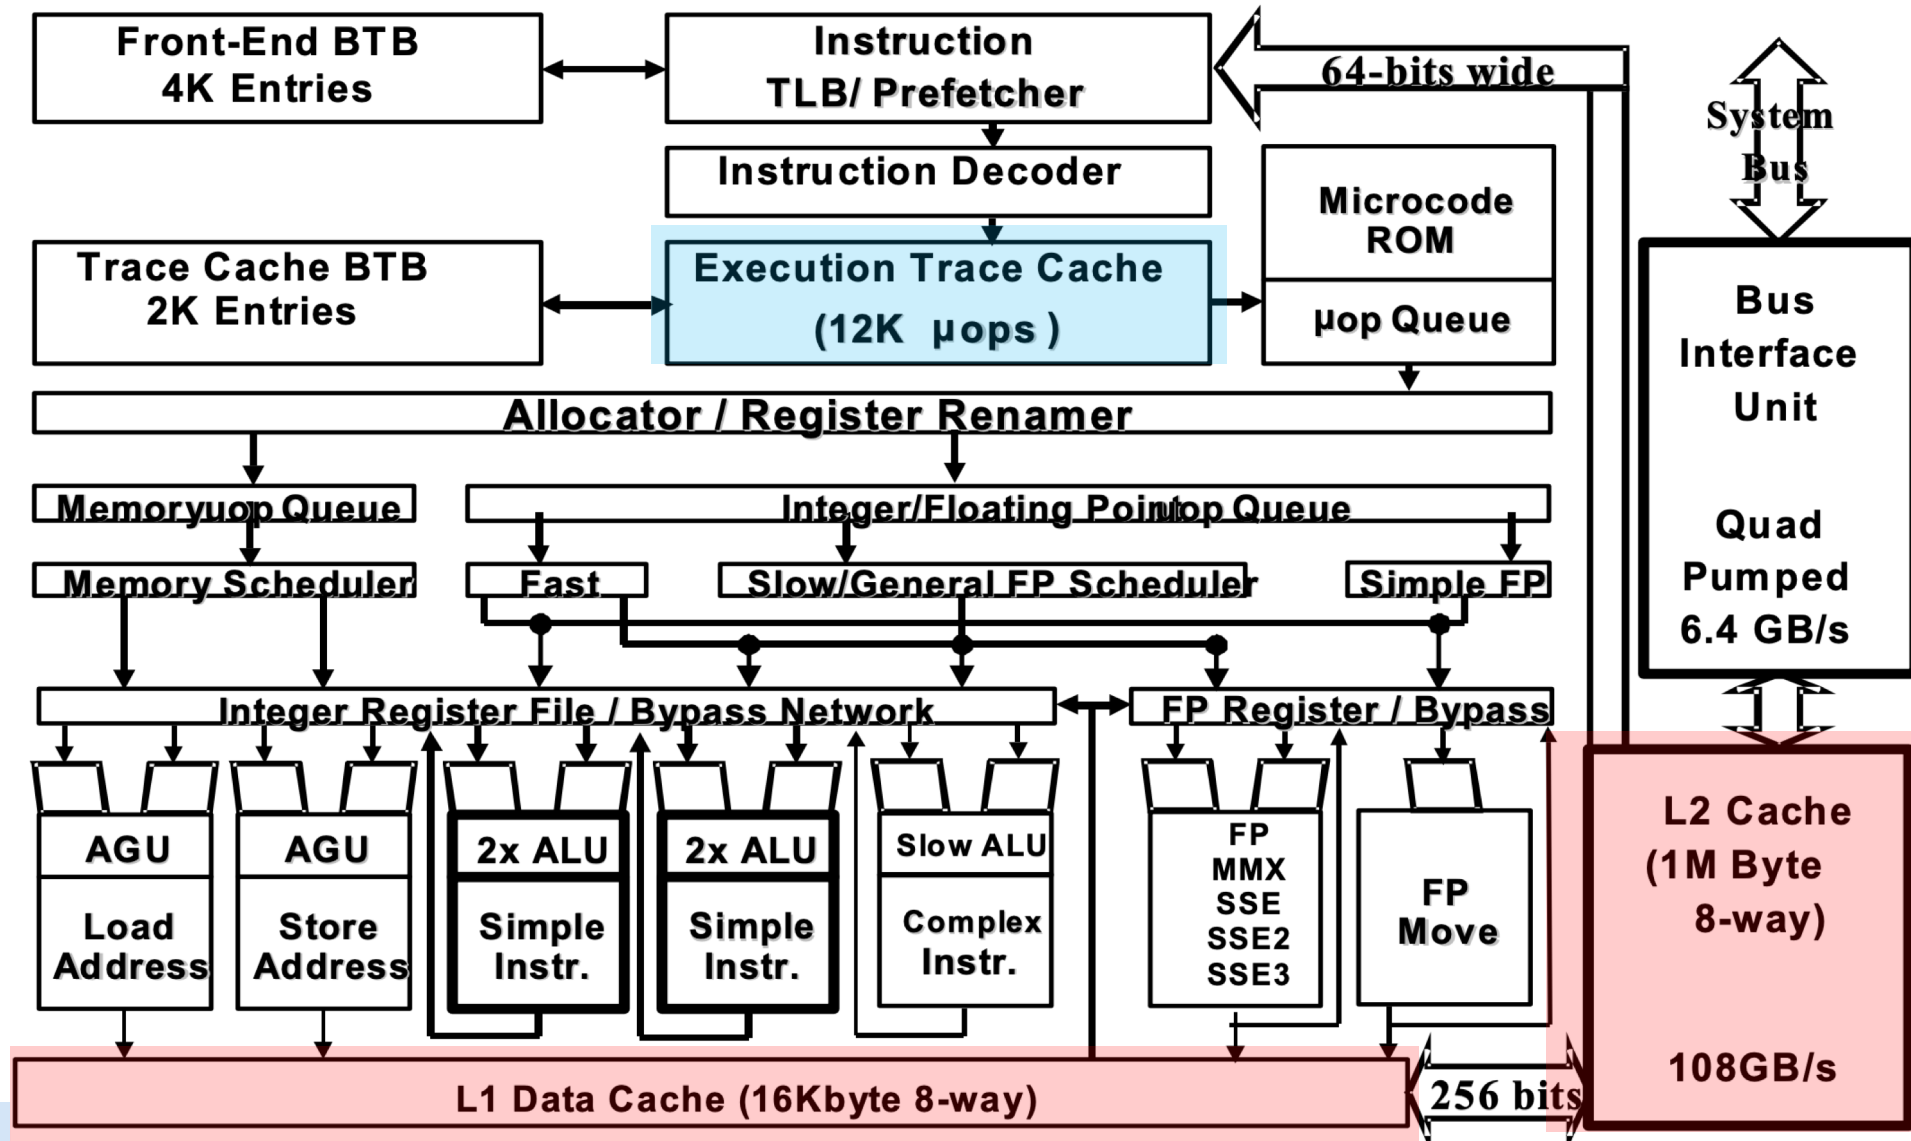 Front-End BTB
4K Entries
Instruction
TLB/ Prefetcher
64-bits wide
System
Bus
Instruction Decoder
Microcode
ROM
Trace Cache BTB
2K Entries
Execution Trace Cache
(12K µops )
µop Queue
Bus
Interface
Unit
Quad
Pumped
6.4 GB/s
Allocator / Register Renamer
Memory uop Queue
Integer/Floating Point uop Queue
Memory Scheduler
Fast
Slow/General FP Scheduler
Simple FP
Integer Register File / Bypass Network
FP Register / Bypass
AGU
Load
Address
AGU
Store
Address
2x ALU
Simple
Instr.
2x ALU
Simple
Instr.
Slow ALU
Complex
Instr.
FP
MMX
SSE
SSE2
SSE3
FP
Move
L2 Cache
(1M Byte
8-way)
108GB/s
L1 Data Cache (16Kbyte 8-way)
256 bits